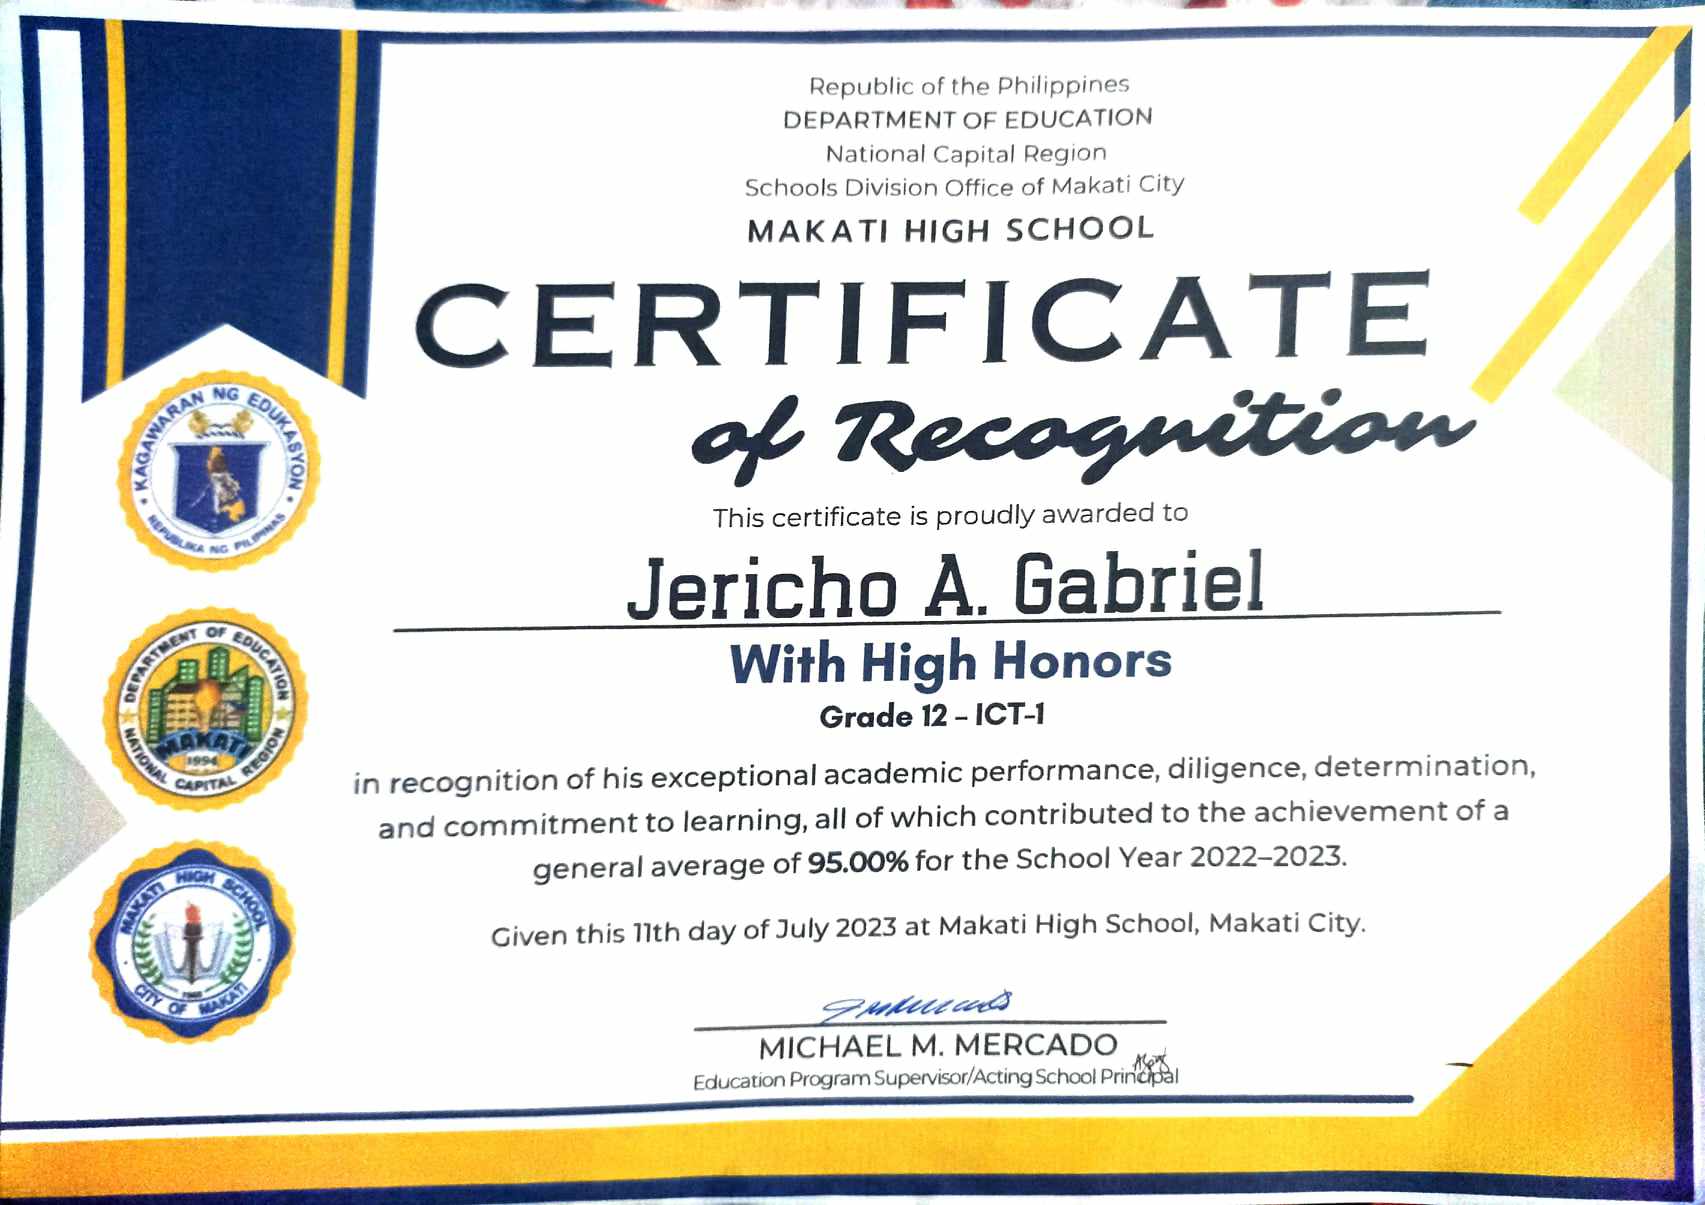 Republic of the Philippines
DEPARTMENT OF EDUCATION
National Capital Region
Schools Division Office of Makati City
MAKATI HIGH SCHOOL
CERTIFICATE
of Recognition
This certificate is proudly awarded to
Jericho A. Gabriel
With High Honors
Grade 12 – ICT-1
in recognition of his exceptional academic performance, diligence, determination,
and commitment to learning, all of which contributed to the achievement of a
general average of 95.00% for the School Year 2022–2023.
Given this 11th day of July 2023 at Makati High School, Makati City.
MICHAEL M. MERCADO
Education Program Supervisor/Acting School Principal
KAGAWARAN NG EDUKASYON
REPUBLIKA NG PILIPINAS
DEPARTMENT OF EDUCATION
MAKATI
1994
NATIONAL CAPITAL REGION
MAKATI HIGH SCHOOL
CITY OF MAKATI